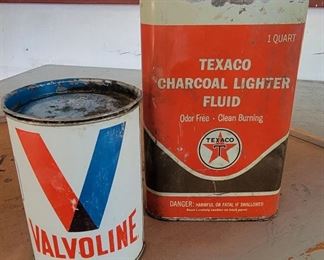 1 QUART
TEXACO
CHARCOAL LIGHTER
FLUID
Odor Free - Clean Burning
TEXACO
T
DANGER: HARMFUL OR FATAL IF SWALLOWED
V
VALVOLINE